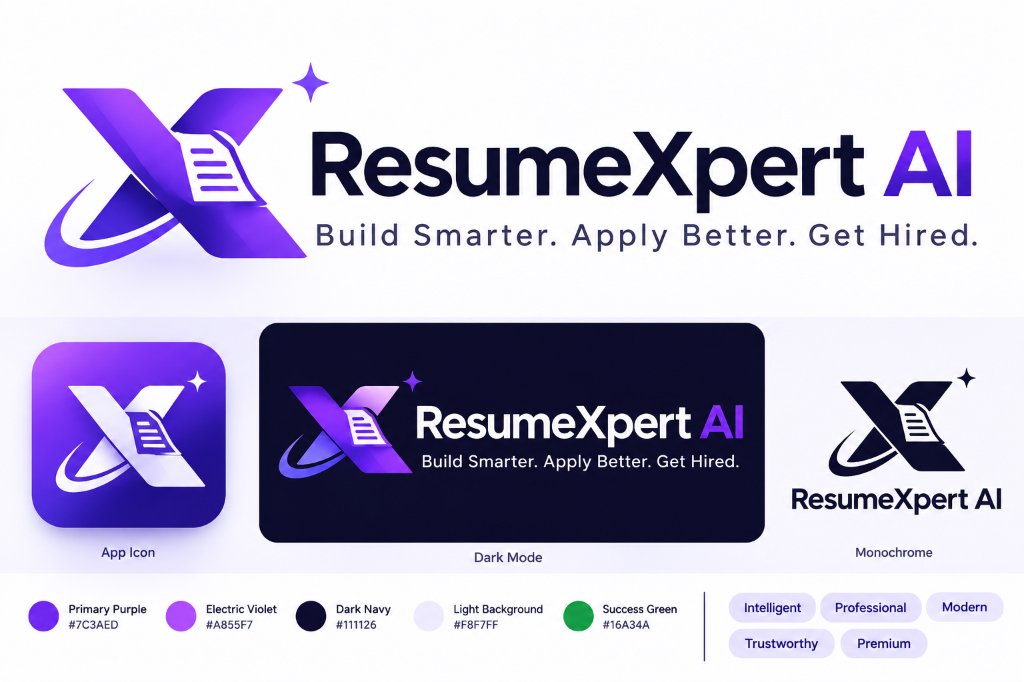 ResumeXpert AI
Build Smarter. Apply Better. Get Hired.
App Icon
ResumeXpert AI
Build Smarter. Apply Better. Get Hired.
Dark Mode
ResumeXpert AI
Monochrome
Primary Purple
#7C3AED
Electric Violet
#A855F7
Dark Navy
#111126
Light Background
#F8F7FF
Success Green
#16A34A
Intelligent
Professional
Modern
Trustworthy
Premium